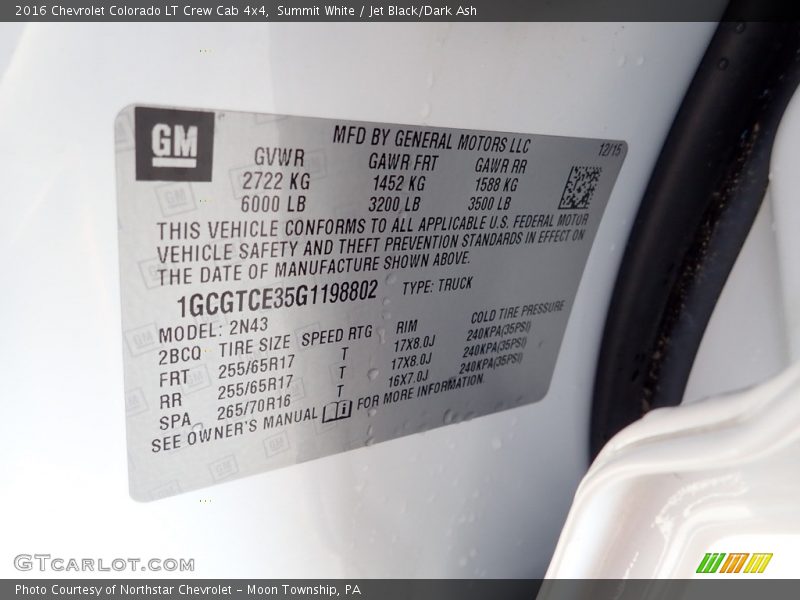 2016 Chevrolet Colorado LT Crew Cab 4x4, Summit White / Jet Black/Dark Ash
GM
MFD BY GENERAL MOTORS LLC
12/15
GVWR GAWR FRT GAWR RR
2722 KG 1452 KG 1588 KG
6000 LB 3200 LB 3500 LB
THIS VEHICLE CONFORMS TO ALL APPLICABLE U.S. FEDERAL MOTOR
VEHICLE SAFETY AND THEFT PREVENTION STANDARDS IN EFFECT ON
THE DATE OF MANUFACTURE SHOWN ABOVE.
1GCGTCE35G1198802 TYPE: TRUCK
MODEL: 2N43
2BCQ TIRE SIZE SPEED RTG RIM COLD TIRE PRESSURE
FRT 255/65R17 T 17X8.0J 240KPA(35PSI)
RR 255/65R17 T 17X8.0J 240KPA(35PSI)
SPA 265/70R16 T 16X7.0J 240KPA(35PSI)
SEE OWNER'S MANUAL FOR MORE INFORMATION.
GTcarlot.com
Photo Courtesy of Northstar Chevrolet - Moon Township, PA